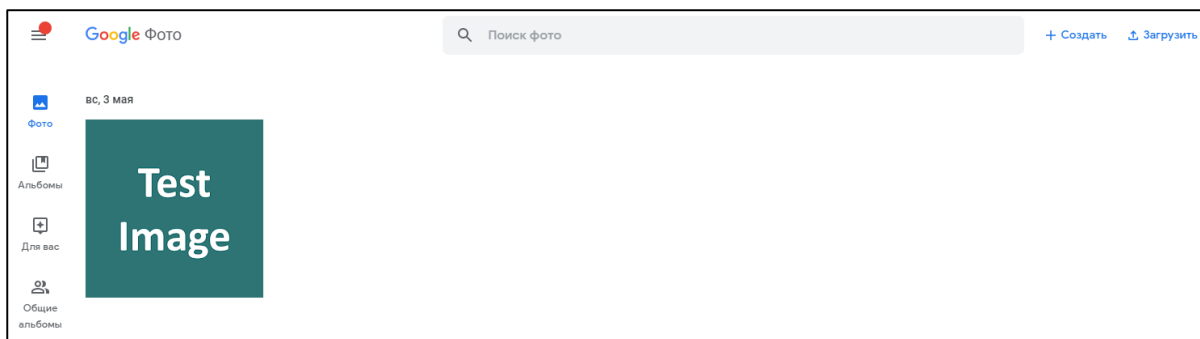 Google Фото
Поиск фото
Создать
Загрузить
Фото
Альбомы
Для вас
Общие
альбомы
вс, 3 мая
Test
Image